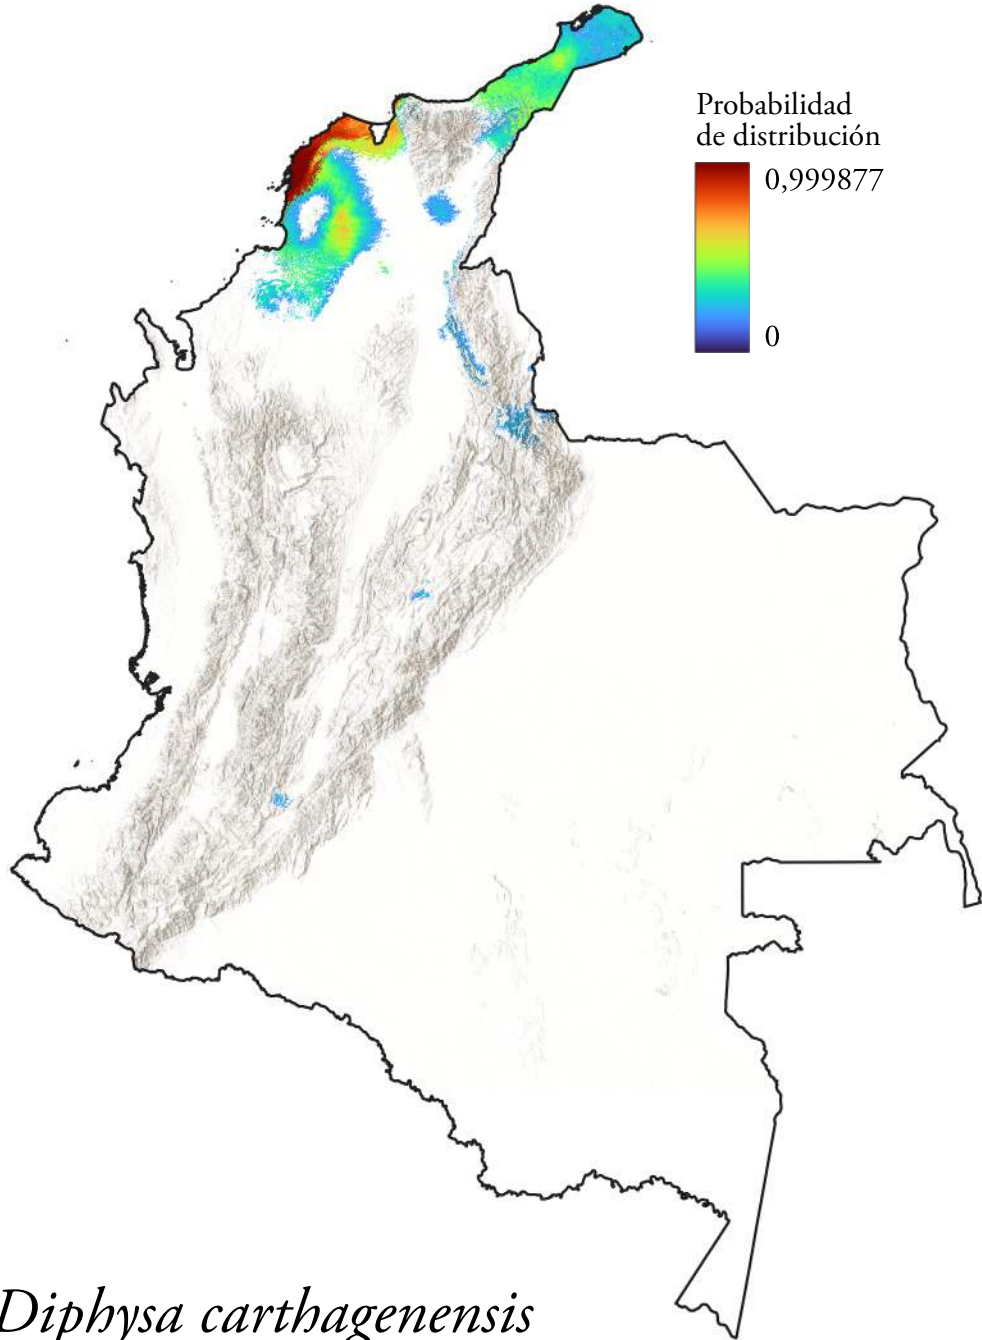 Probabilidad
de distribución
0,999877
0
Diphysa carthagenensis